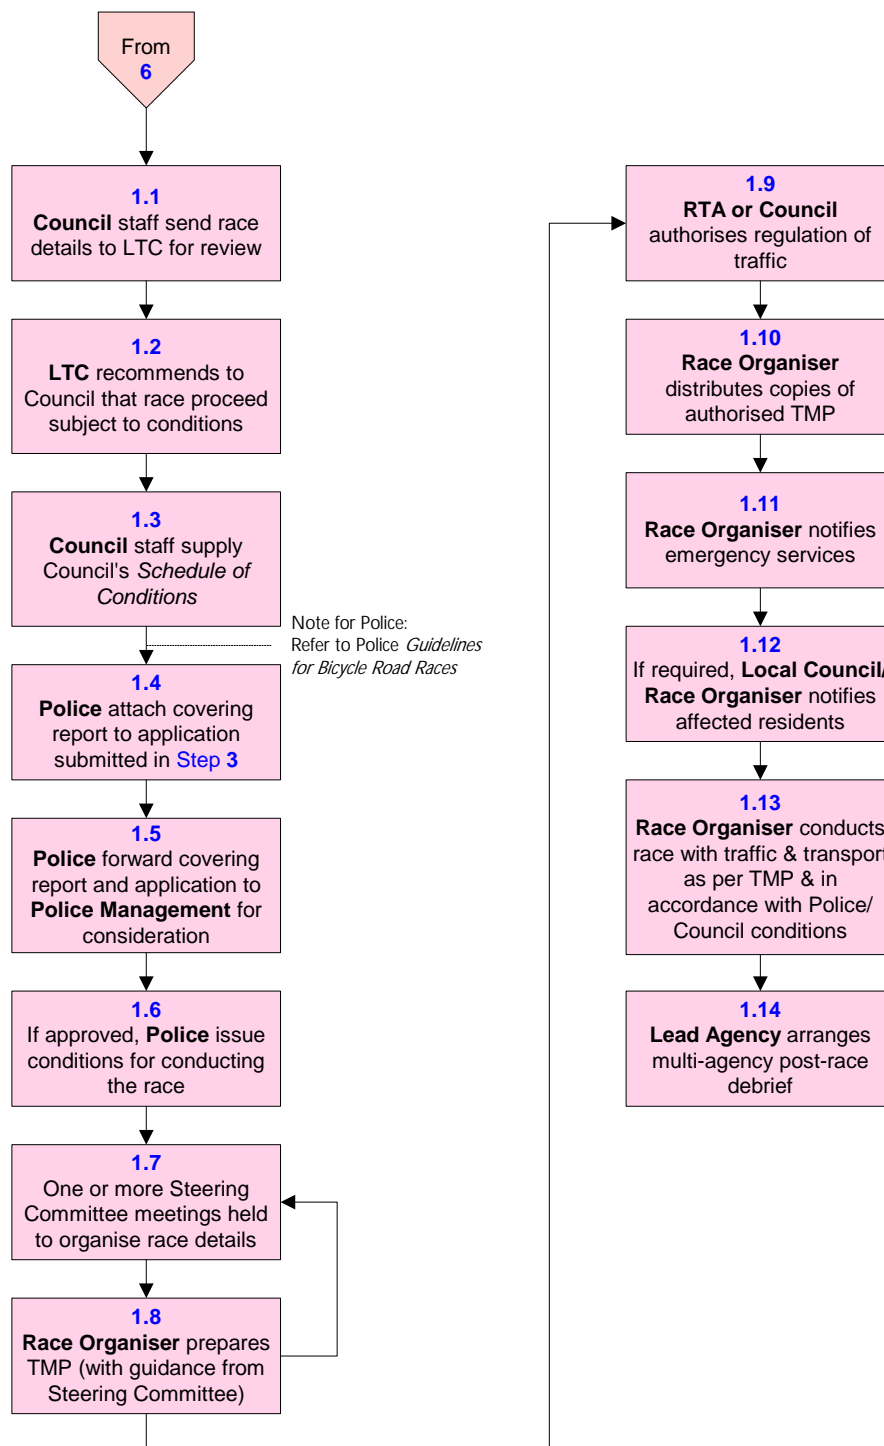 From
6
1.1
Council staff send race
details to LTC for review
1.2
LTC recommends to
Council that race proceed
subject to conditions
1.3
Council staff supply
Council's Schedule of
Conditions
Note for Police:
Refer to Police Guidelines
for Bicycle Road Races
1.4
Police attach covering
report to application
submitted in Step 3
1.5
Police forward covering
report and application to
Police Management for
consideration
1.6
If approved, Police issue
conditions for conducting
the race
1.7
One or more Steering
Committee meetings held
to organise race details
1.8
Race Organiser prepares
TMP (with guidance from
Steering Committee)
1.9
RTA or Council
authorises regulation of
traffic
1.10
Race Organiser
distributes copies of
authorised TMP
1.11
Race Organiser notifies
emergency services
1.12
If required, Local Council/
Race Organiser notifies
affected residents
1.13
Race Organiser conducts
race with traffic & transport
as per TMP & in
accordance with Police/
Council conditions
1.14
Lead Agency arranges
multi-agency post-race
debrief